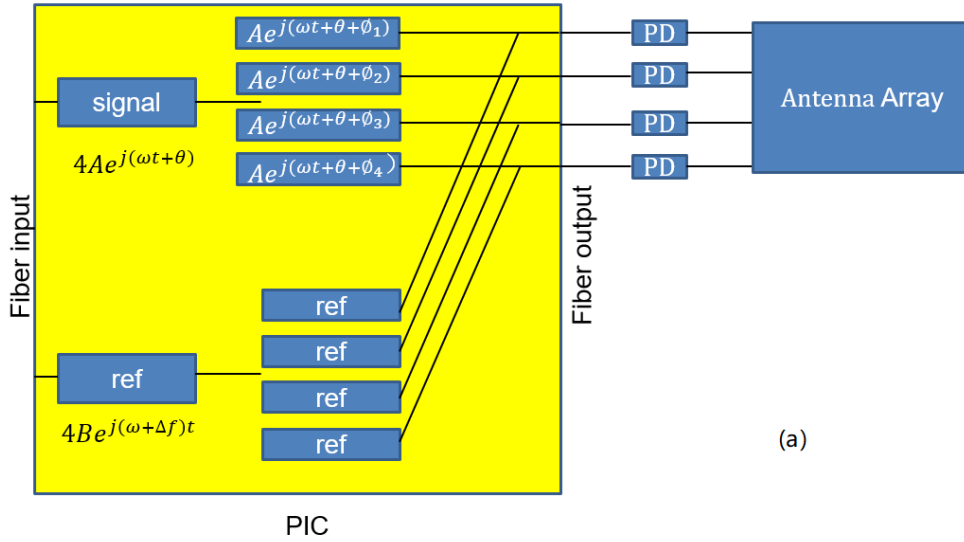 Ae^{j(ωt+θ+∅₁)}
PD
signal
Ae^{j(ωt+θ+∅₂)}
PD
Antenna Array
Ae^{j(ωt+θ+∅₃)}
PD
4Ae^{j(ωt+θ)}
Ae^{j(ωt+θ+∅₄)}
PD
Fiber input
Fiber output
ref
ref
ref
ref
4Be^{j(ω+Δf)t}
ref
(a)
PIC